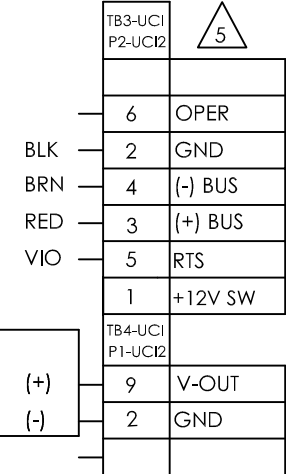 TB3-UCI
P2-UCI2
5
6 OPER
BLK 2 GND
BRN 4 (-) BUS
RED 3 (+) BUS
VIO 5 RTS
1 +12V SW
TB4-UCI
P1-UCI2
(+) 9 V-OUT
(-) 2 GND